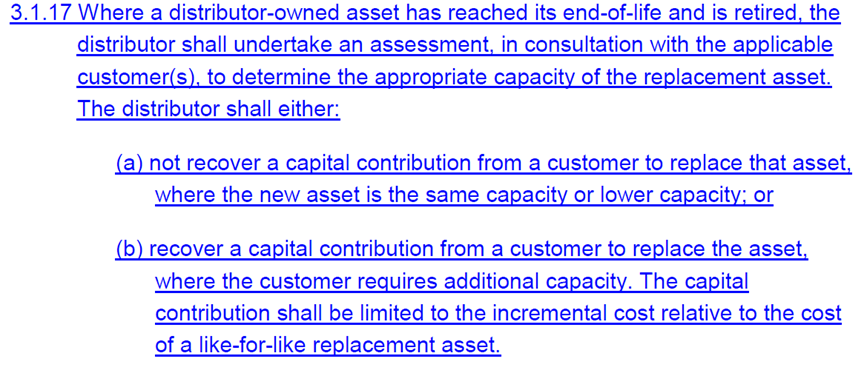 3.1.17 Where a distributor-owned asset has reached its end-of-life and is retired, the
distributor shall undertake an assessment, in consultation with the applicable
customer(s), to determine the appropriate capacity of the replacement asset.
The distributor shall either:
(a) not recover a capital contribution from a customer to replace that asset,
where the new asset is the same capacity or lower capacity; or
(b) recover a capital contribution from a customer to replace the asset,
where the customer requires additional capacity. The capital
contribution shall be limited to the incremental cost relative to the cost
of a like-for-like replacement asset.